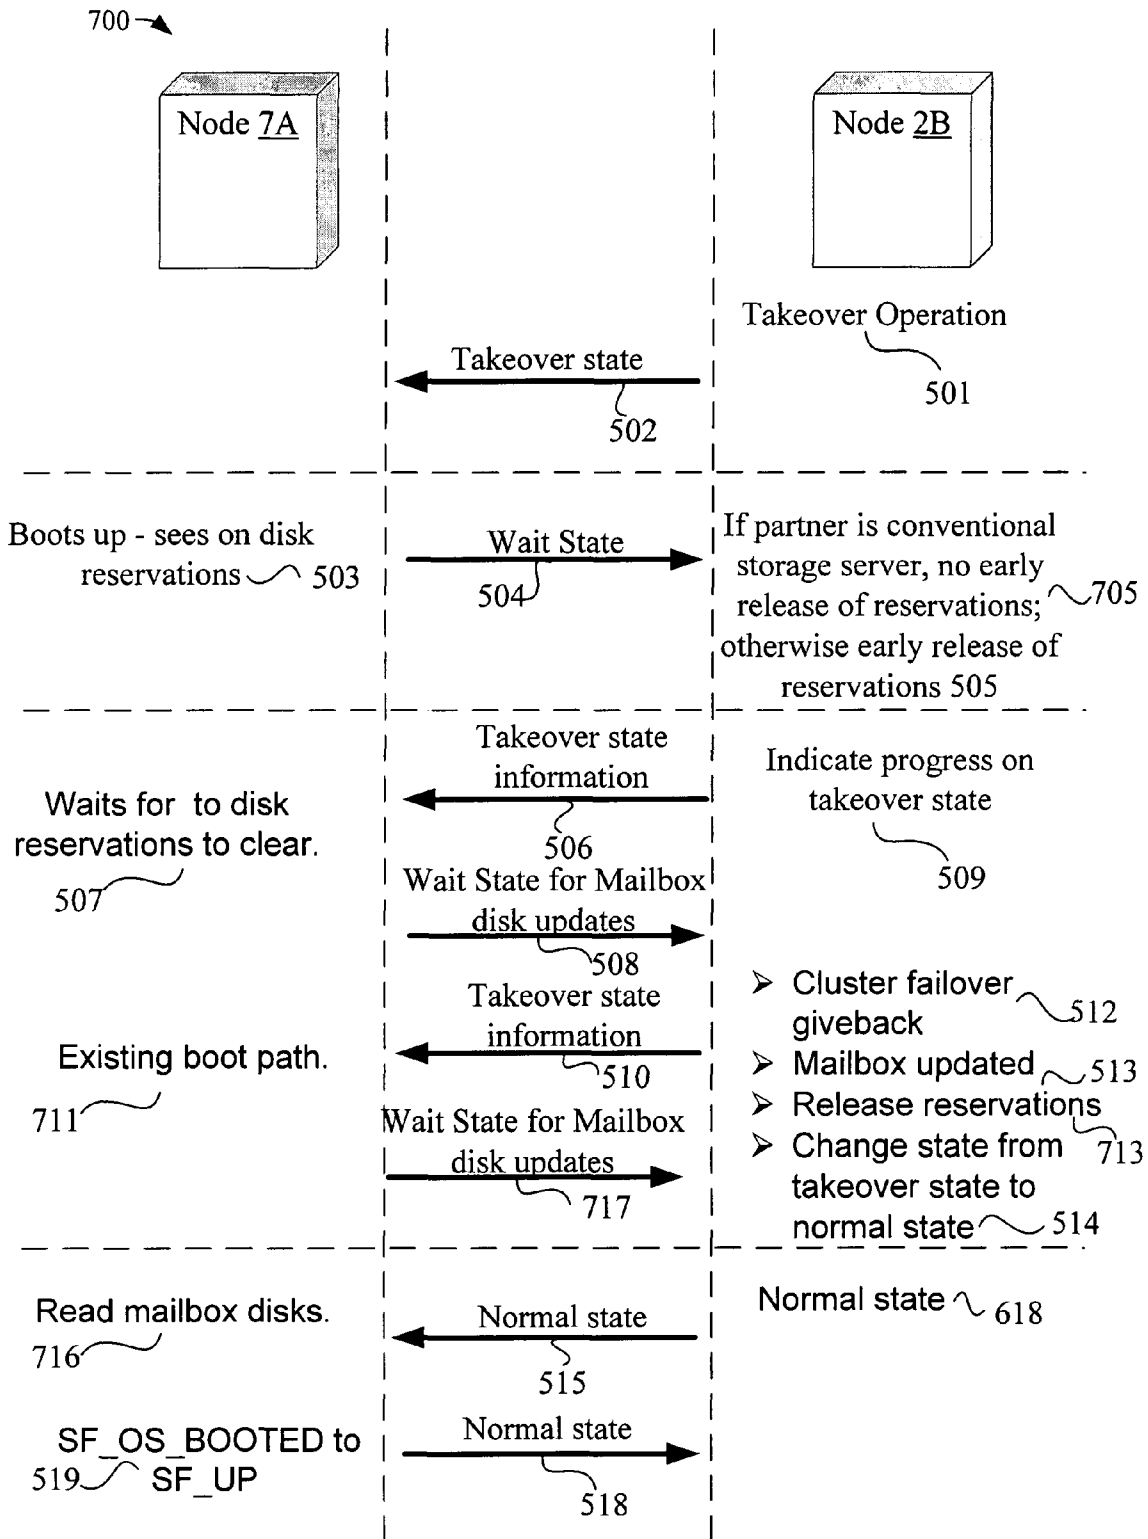 700
Node 7A
Node 2B
Takeover Operation
501
Takeover state
502
Boots up - sees on disk
reservations 503
Wait State
504
If partner is conventional
storage server, no early
release of reservations;
705
otherwise early release of
reservations 505
Takeover state
information
506
Indicate progress on
takeover state
509
Waits for to disk
reservations to clear.
507
Wait State for Mailbox
disk updates
508
Takeover state
information
510
Existing boot path.
711
Wait State for Mailbox
disk updates
717
➢ Cluster failover
giveback
512
➢ Mailbox updated 513
➢ Release reservations
713
➢ Change state from
takeover state to
normal state 514
Read mailbox disks.
716
Normal state
515
Normal state 618
SF_OS_BOOTED to
519 SF_UP
Normal state
518